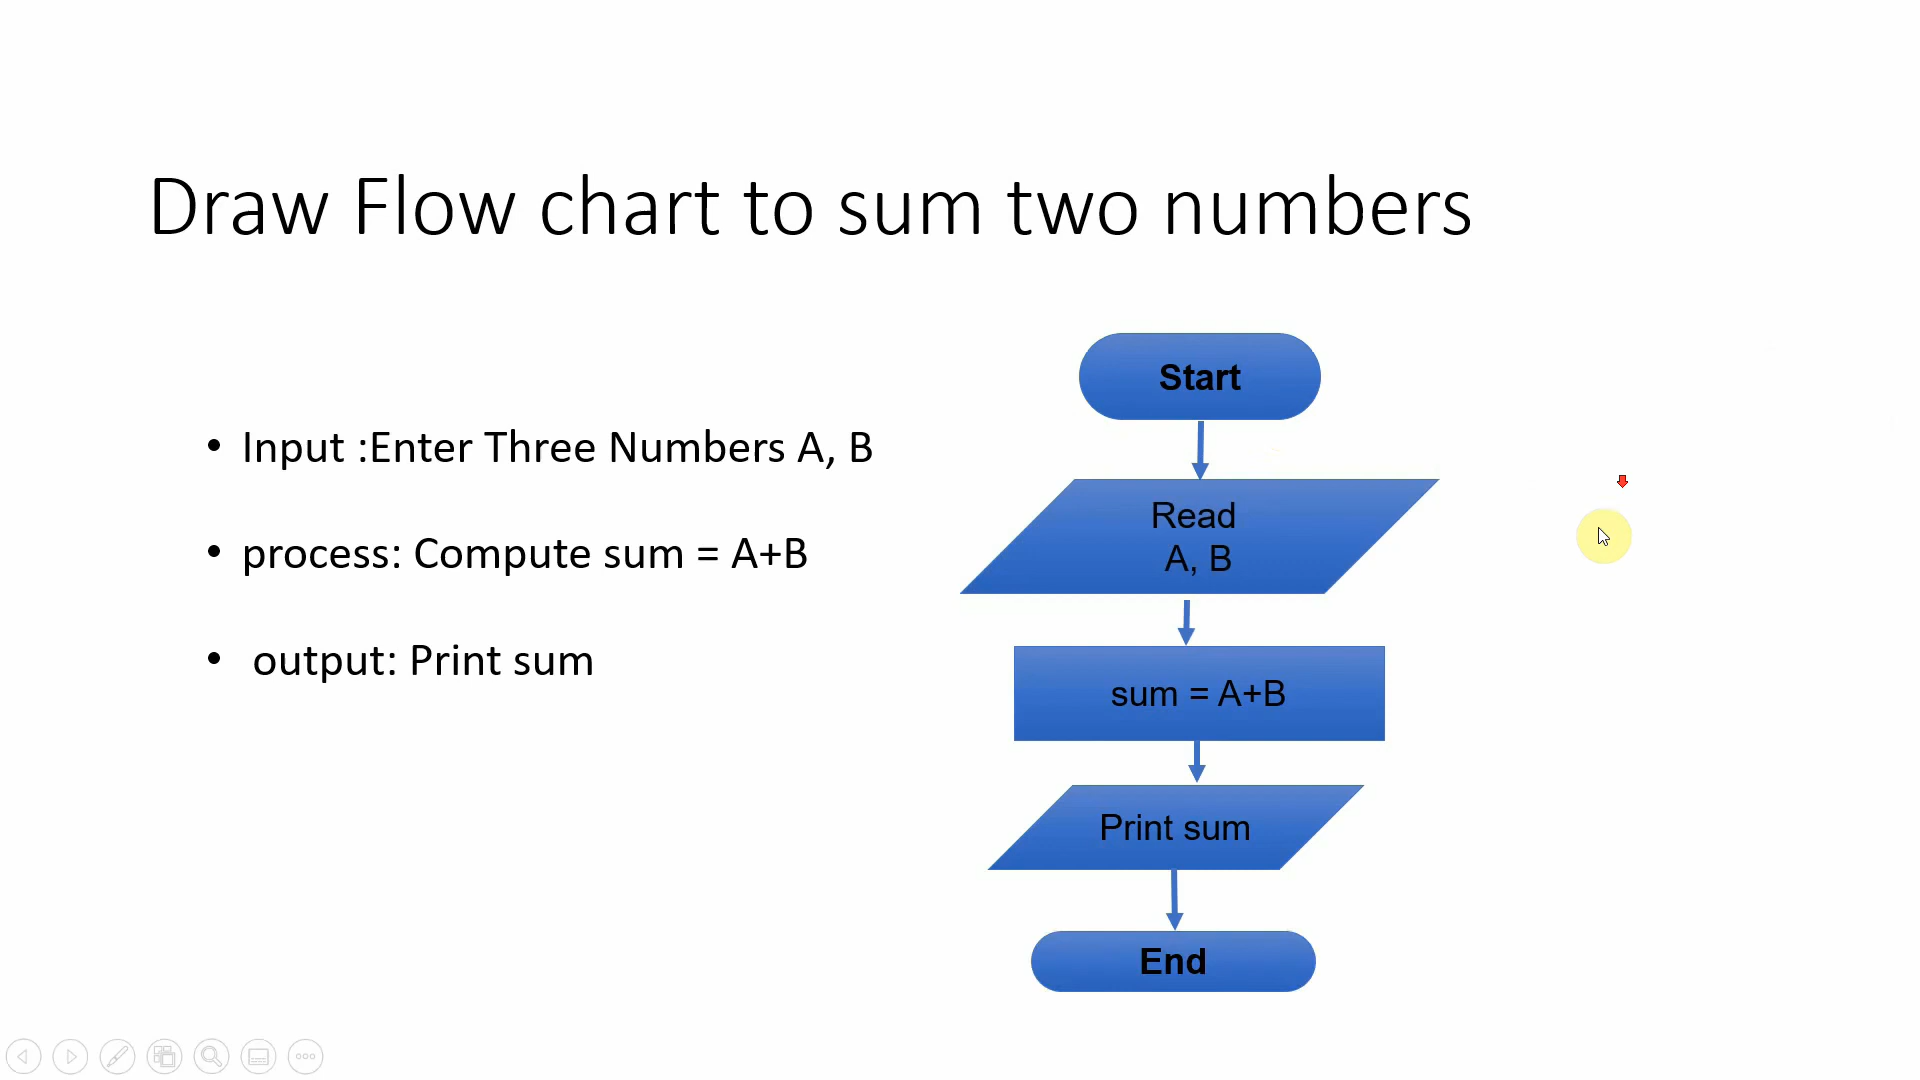 Draw Flow chart to sum two numbers
• Input :Enter Three Numbers A, B
• process: Compute sum = A+B
• output: Print sum
Start
Read
A, B
sum = A+B
Print sum
End